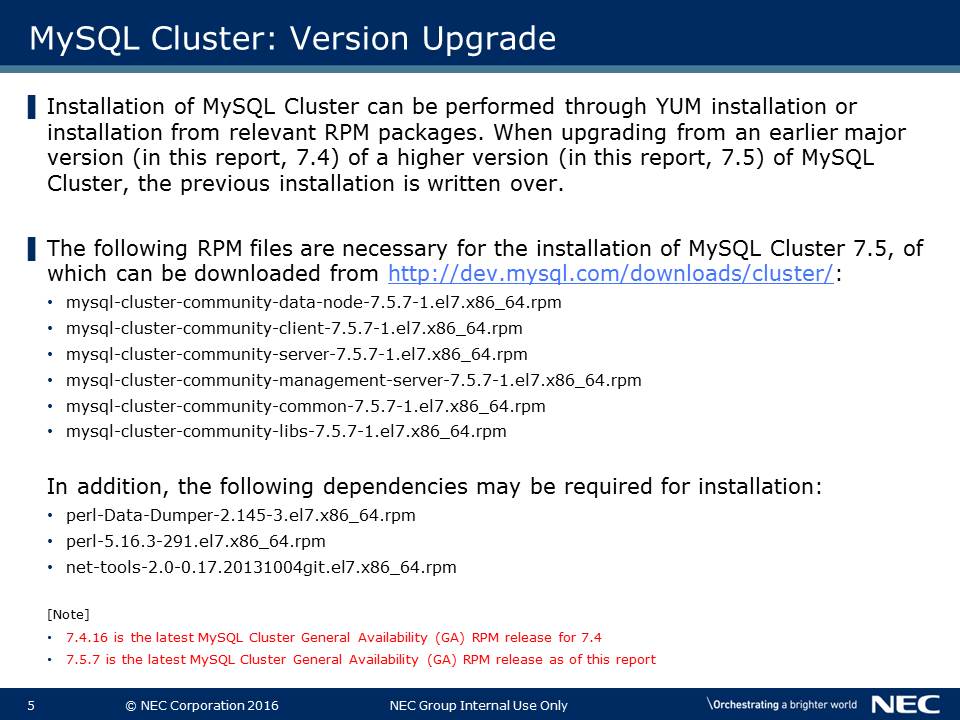 MySQL Cluster: Version Upgrade
Installation of MySQL Cluster can be performed through YUM installation or
installation from relevant RPM packages. When upgrading from an earlier major
version (in this report, 7.4) of a higher version (in this report, 7.5) of MySQL
Cluster, the previous installation is written over.
The following RPM files are necessary for the installation of MySQL Cluster 7.5, of
which can be downloaded from http://dev.mysql.com/downloads/cluster/:
• mysql-cluster-community-data-node-7.5.7-1.el7.x86_64.rpm
• mysql-cluster-community-client-7.5.7-1.el7.x86_64.rpm
• mysql-cluster-community-server-7.5.7-1.el7.x86_64.rpm
• mysql-cluster-community-management-server-7.5.7-1.el7.x86_64.rpm
• mysql-cluster-community-common-7.5.7-1.el7.x86_64.rpm
• mysql-cluster-community-libs-7.5.7-1.el7.x86_64.rpm
In addition, the following dependencies may be required for installation:
• perl-Data-Dumper-2.145-3.el7.x86_64.rpm
• perl-5.16.3-291.el7.x86_64.rpm
• net-tools-2.0-0.17.20131004git.el7.x86_64.rpm
[Note]
• 7.4.16 is the latest MySQL Cluster General Availability (GA) RPM release for 7.4
• 7.5.7 is the latest MySQL Cluster General Availability (GA) RPM release as of this report
5 © NEC Corporation 2016 NEC Group Internal Use Only \Orchestrating a brighter world NEC